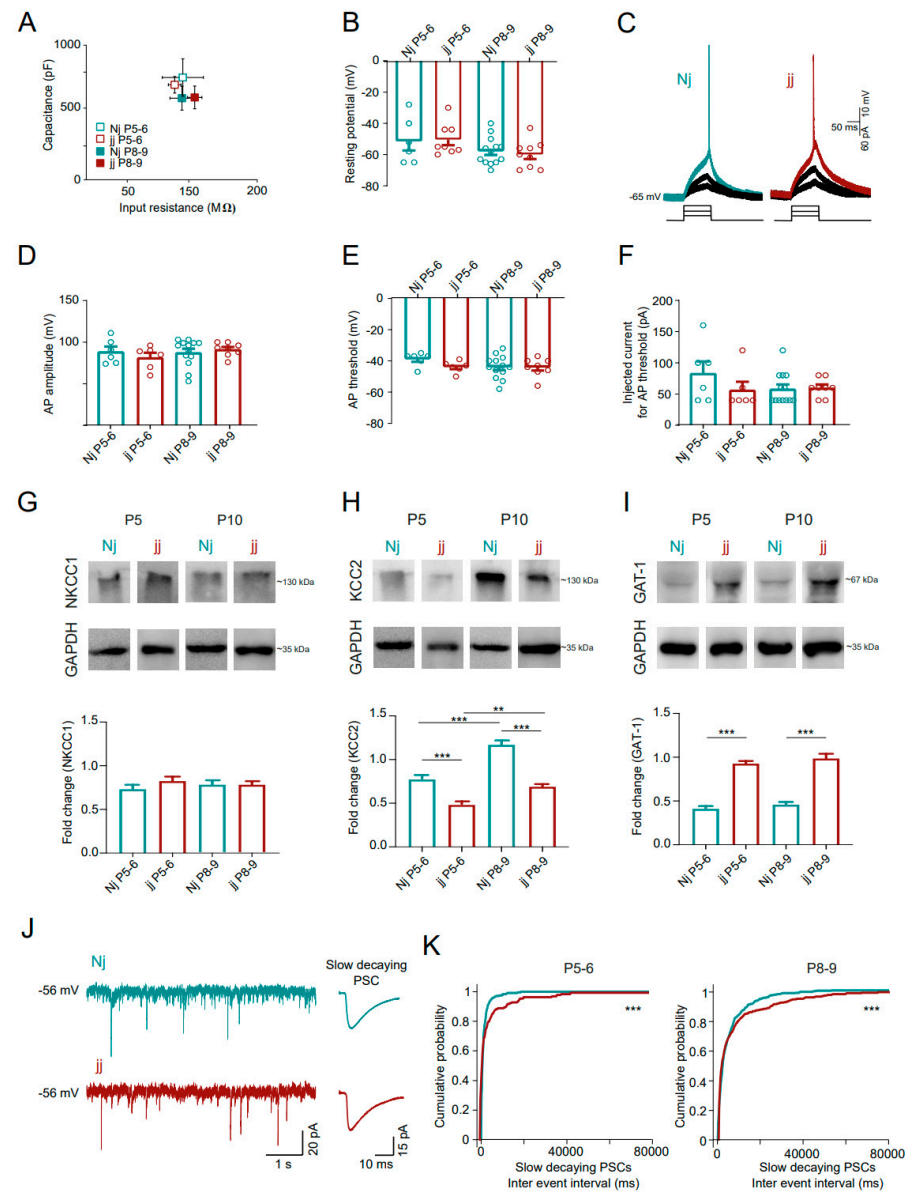 A
Capacitance (pF)
1000
500
0
50
150
200
Input resistance (MΩ)
Nj P5-6
jj P5-6
Nj P8-9
jj P8-9
B
Nj P5-6
jj P5-6
Nj P8-9
jj P8-9
Resting potential (mV)
0
-20
-40
-60
-80
C
Nj
jj
50 ms
10 mV
60 pA
-65 mV
D
AP amplitude (mV)
150
100
50
Nj P5-6
jj P5-6
Nj P8-9
jj P8-9
E
Nj P5-6
jj P5-6
Nj P8-9
jj P8-9
AP threshold (mV)
0
-20
-40
-60
-80
F
Injected current
for AP threshold (pA)
200
150
100
50
0
Nj P5-6
jj P5-6
Nj P8-9
jj P8-9
G
P5
P10
Nj
jj
Nj
jj
NKCC1
~130 kDa
GAPDH
~35 kDa
Fold change (NKCC1)
1.5
1.0
0.5
0.0
Nj P5-6
jj P5-6
Nj P8-9
jj P8-9
H
P5
P10
Nj
jj
Nj
jj
KCC2
~130 kDa
GAPDH
~35 kDa
Fold change (KCC2)
1.5
1.0
0.5
0.0
**
***
***
***
Nj P5-6
jj P5-6
Nj P8-9
jj P8-9
I
P5
P10
Nj
jj
Nj
jj
GAT-1
~67 kDa
GAPDH
~35 kDa
Fold change (GAT-1)
1.5
1.0
0.5
0.0
***
***
Nj P5-6
jj P5-6
Nj P8-9
jj P8-9
J
Nj
-56 mV
Slow decaying
PSC
jj
-56 mV
1 s
20 pA
10 ms
15 pA
K
P5-6
Cumulative probability
1
0.8
0.6
0.4
0.2
0
***
0
40000
80000
Slow decaying PSCs
Inter event interval (ms)
P8-9
Cumulative probability
1
0.8
0.6
0.4
0.2
0
***
0
40000
80000
Slow decaying PSCs
Inter event interval (ms)